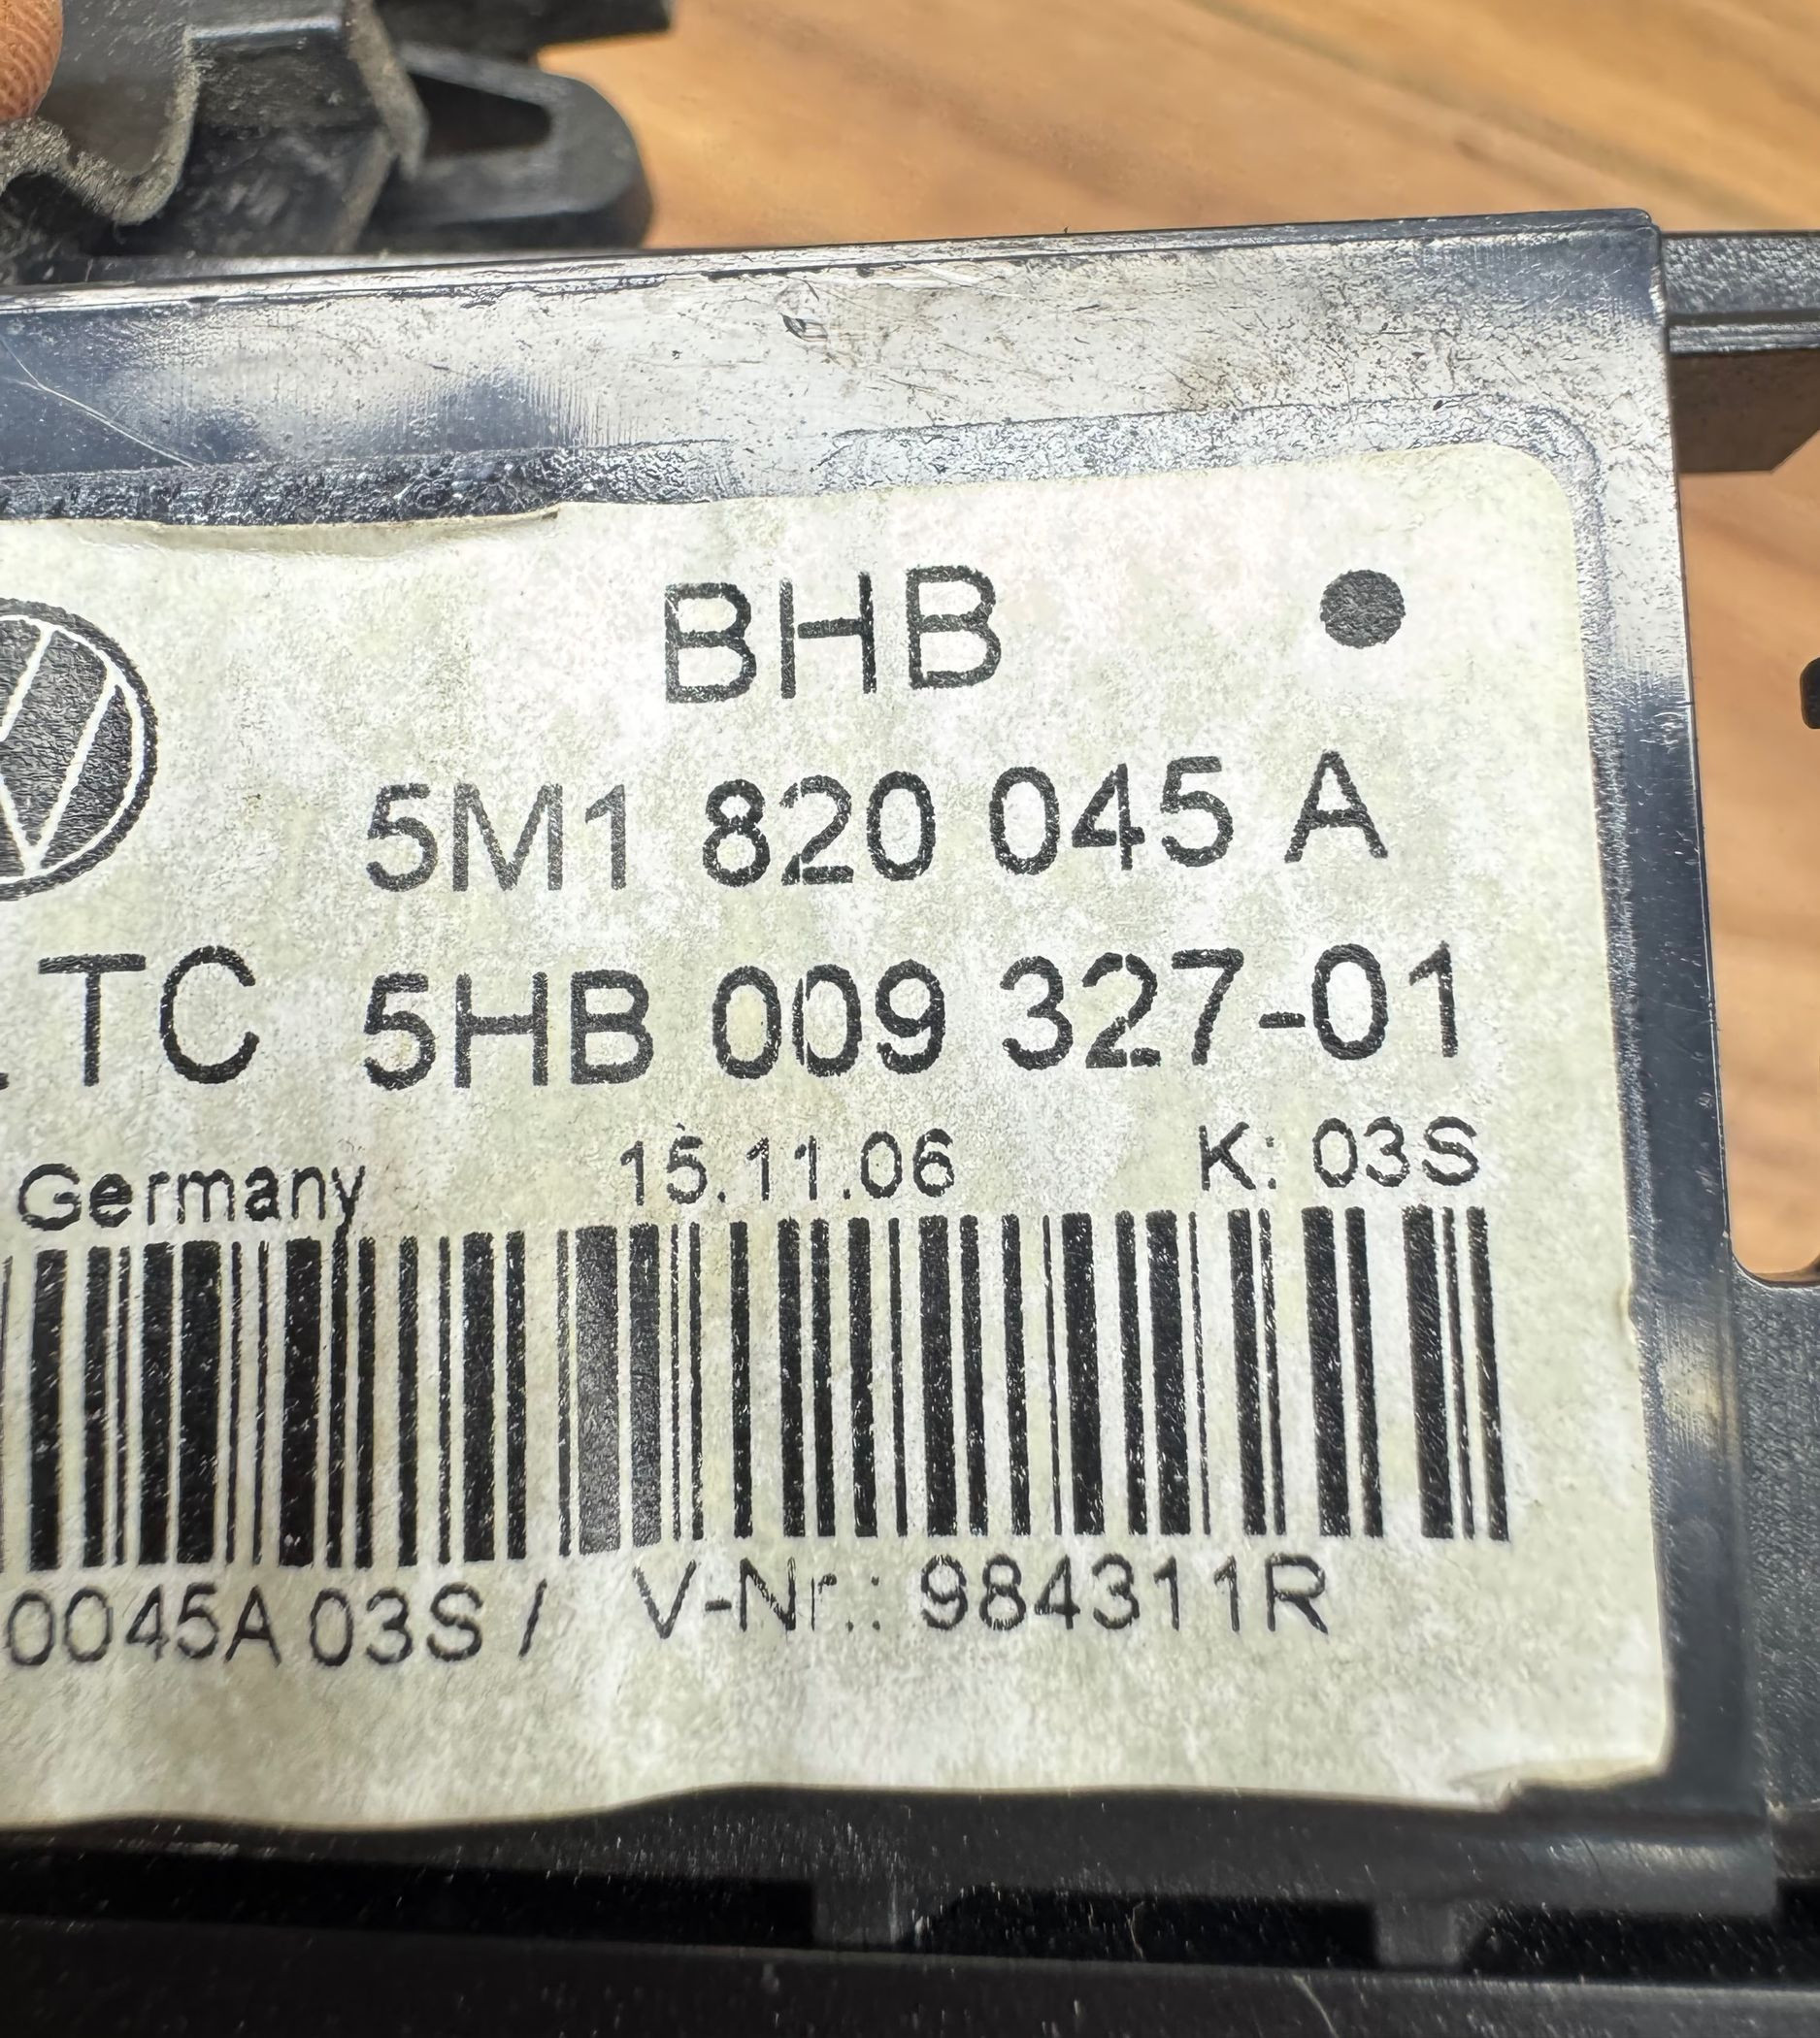 BHB
5M1 820 045 A
TC 5HB 009 327-01
Germany 15.11.06 K: 03S
0045A 03S / V-Nr.: 984311R